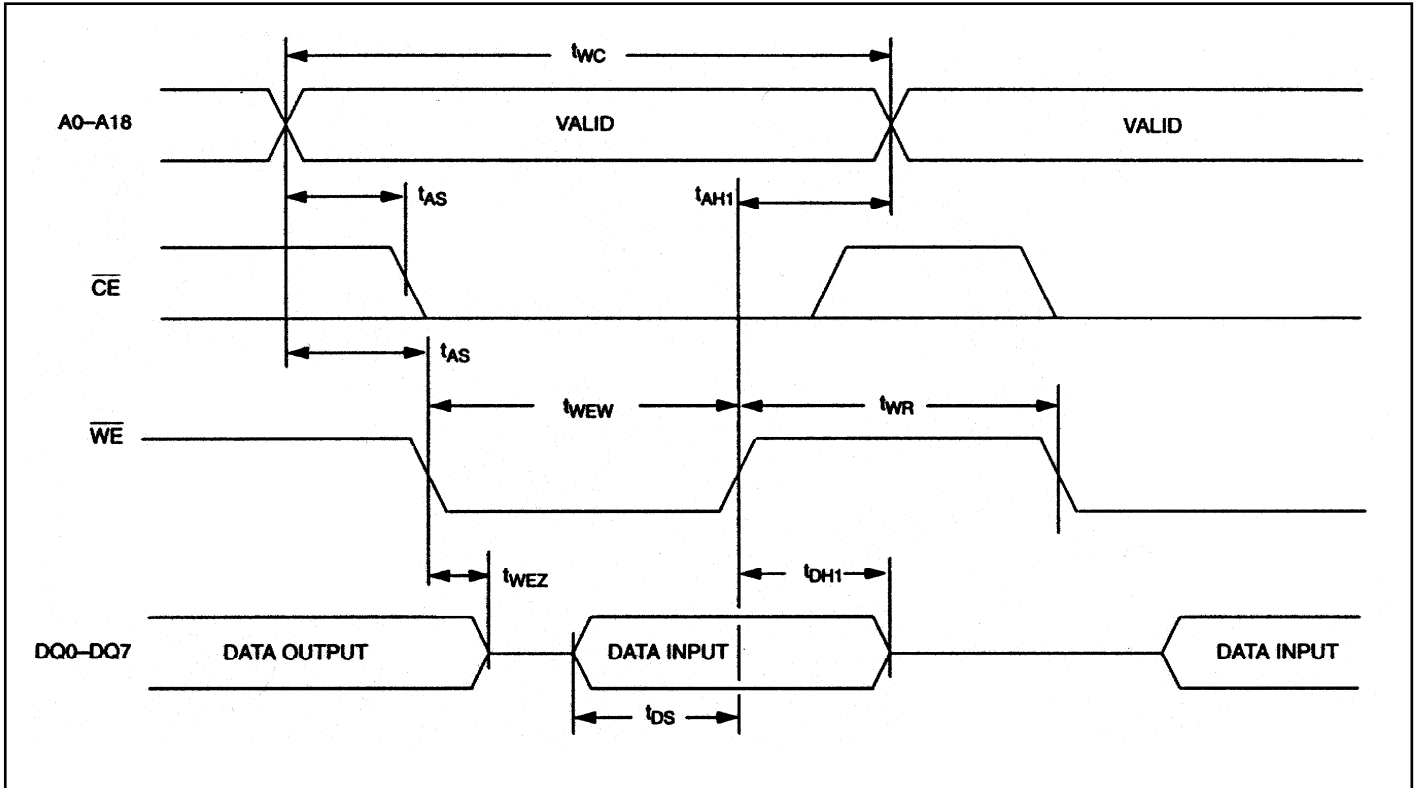 tWC
A0–A18 VALID VALID
tAS tAH1
CE
tAS
tWEW tWR
WE
tWEZ tDH1
DQ0–DQ7 DATA OUTPUT DATA INPUT DATA INPUT
tDS